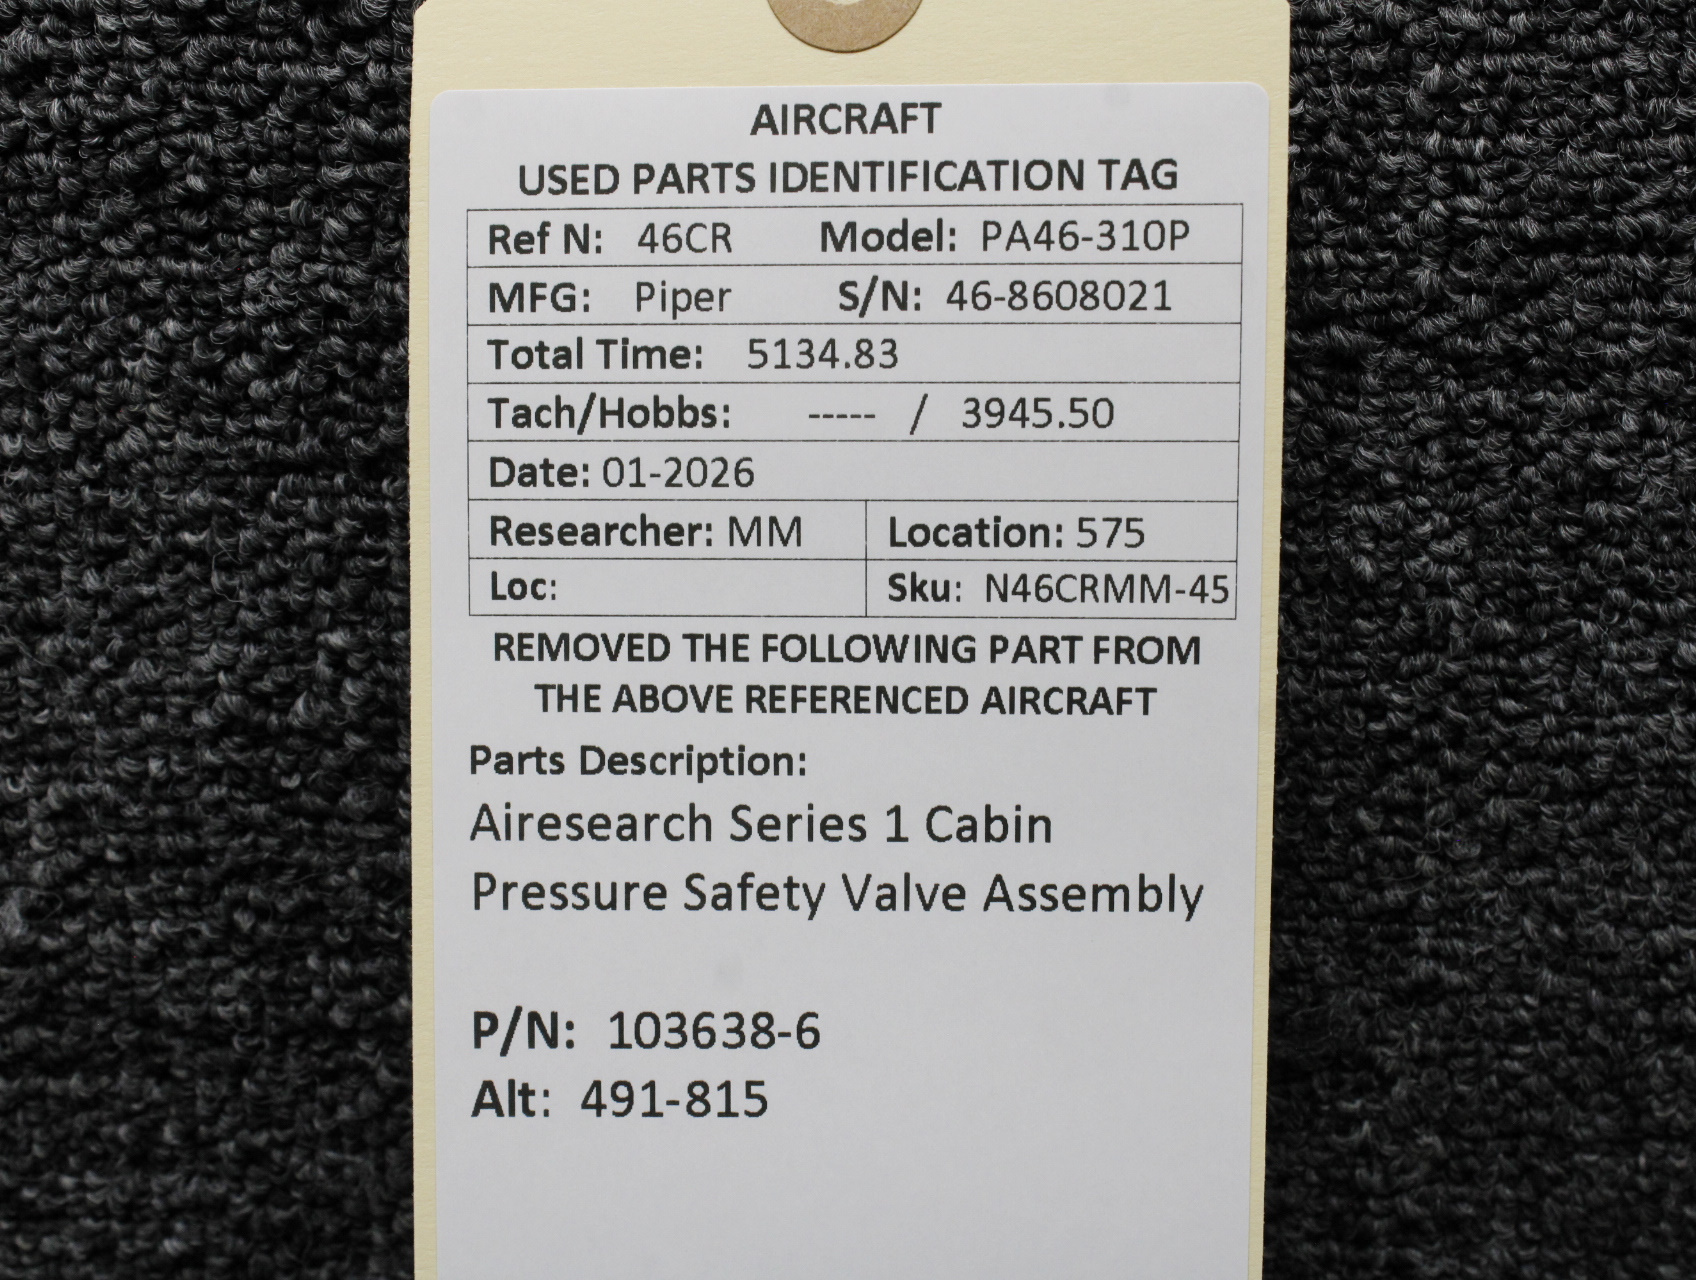 AIRCRAFT
USED PARTS IDENTIFICATION TAG
Ref N: 46CR Model: PA46-310P
MFG: Piper S/N: 46-8608021
Total Time: 5134.83
Tach/Hobbs: ----- / 3945.50
Date: 01-2026
Researcher: MM Location: 575
Loc: Sku: N46CRMM-45
REMOVED THE FOLLOWING PART FROM
THE ABOVE REFERENCED AIRCRAFT
Parts Description:
Airesearch Series 1 Cabin
Pressure Safety Valve Assembly
P/N: 103638-6
Alt: 491-815